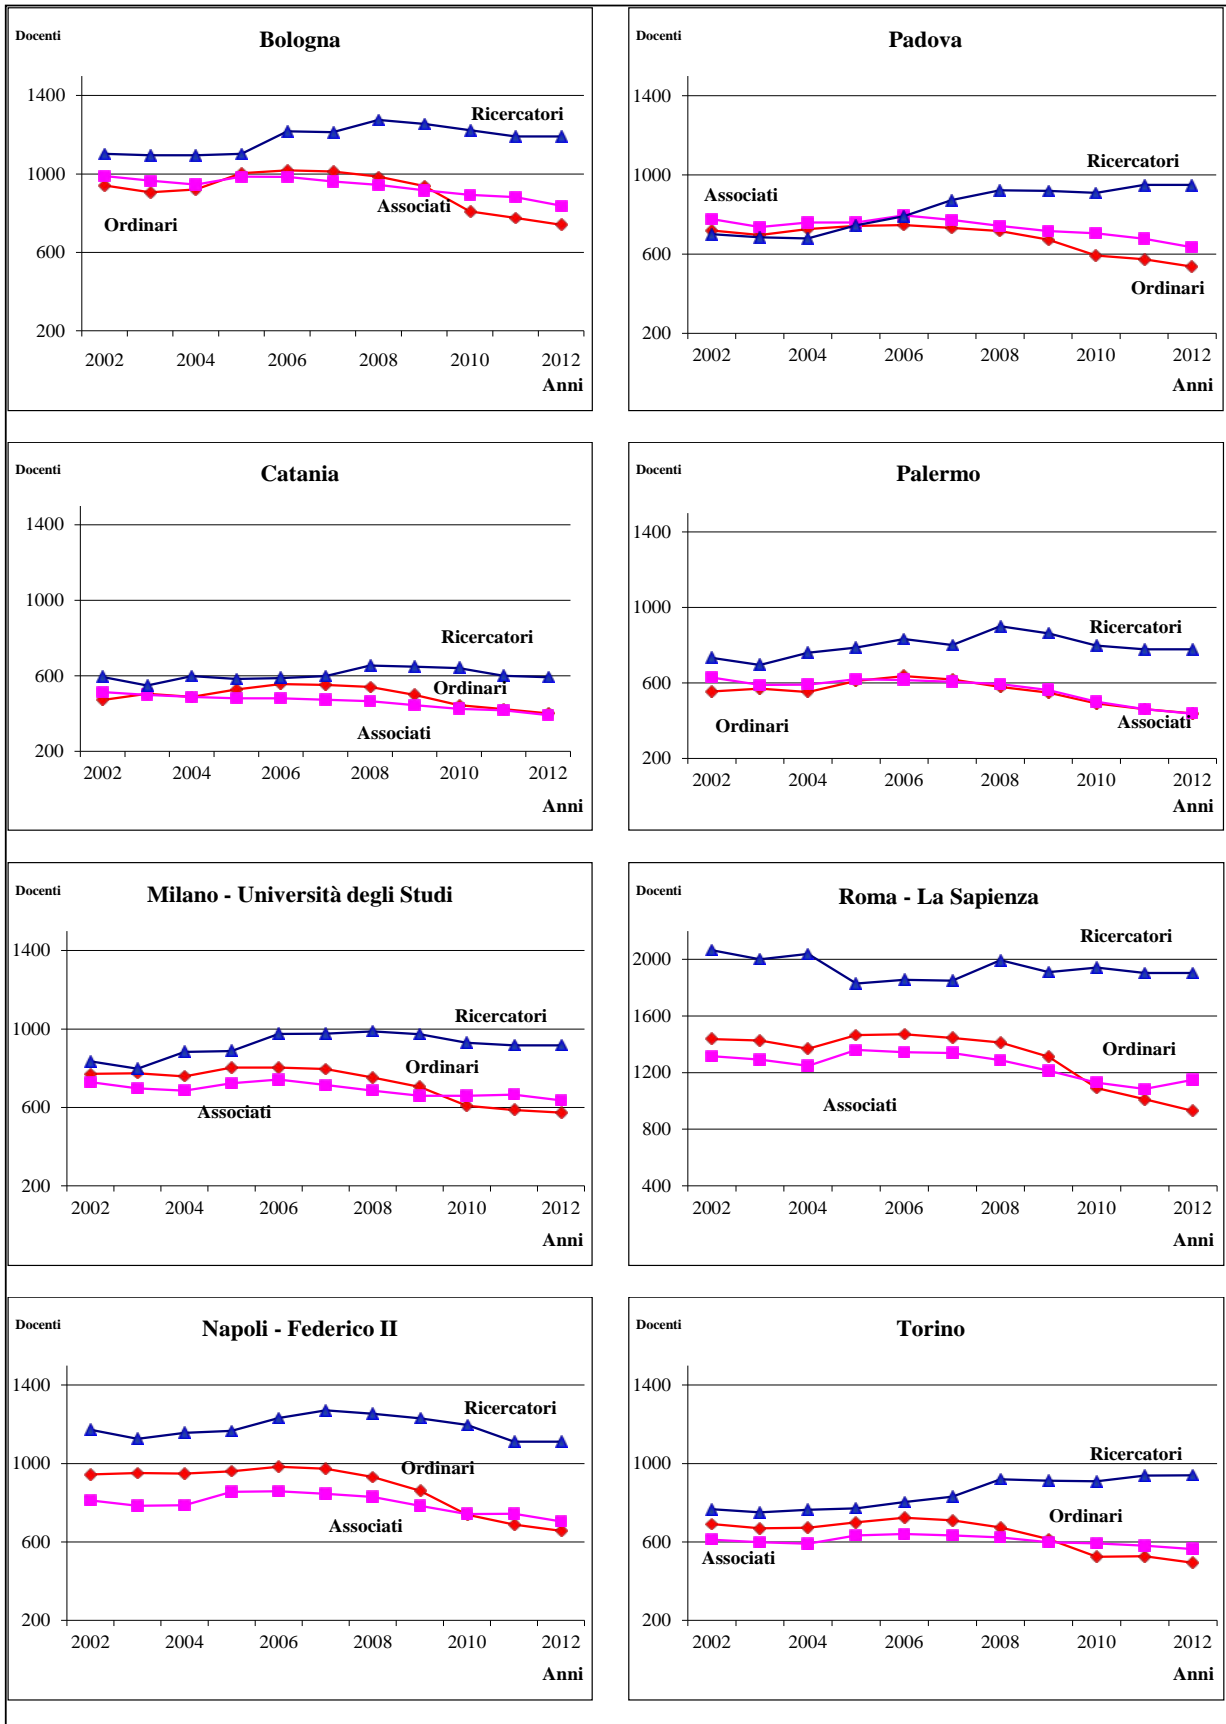 Docenti
Bologna
1400
Ricercatori
1000
Associati
Ordinari
600
200
2002 2004 2006 2008 2010 2012
Anni
Docenti
Padova
1400
Ricercatori
1000
Associati
600
Ordinari
200
2002 2004 2006 2008 2010 2012
Anni
Docenti
Catania
1400
1000
Ricercatori
600
Ordinari
Associati
200
2002 2004 2006 2008 2010 2012
Anni
Docenti
Palermo
1400
1000
Ricercatori
600
Ordinari
Associati
200
2002 2004 2006 2008 2010 2012
Anni
Docenti
Milano - Università degli Studi
1400
1000
Ricercatori
Ordinari
600
Associati
200
2002 2004 2006 2008 2010 2012
Anni
Docenti
Roma - La Sapienza
Ricercatori
2000
1600
Ordinari
1200
Associati
800
400
2002 2004 2006 2008 2010 2012
Anni
Docenti
Napoli - Federico II
1400
Ricercatori
1000
Ordinari
Associati
600
200
2002 2004 2006 2008 2010 2012
Anni
Docenti
Torino
1400
Ricercatori
1000
Ordinari
600
Associati
200
2002 2004 2006 2008 2010 2012
Anni